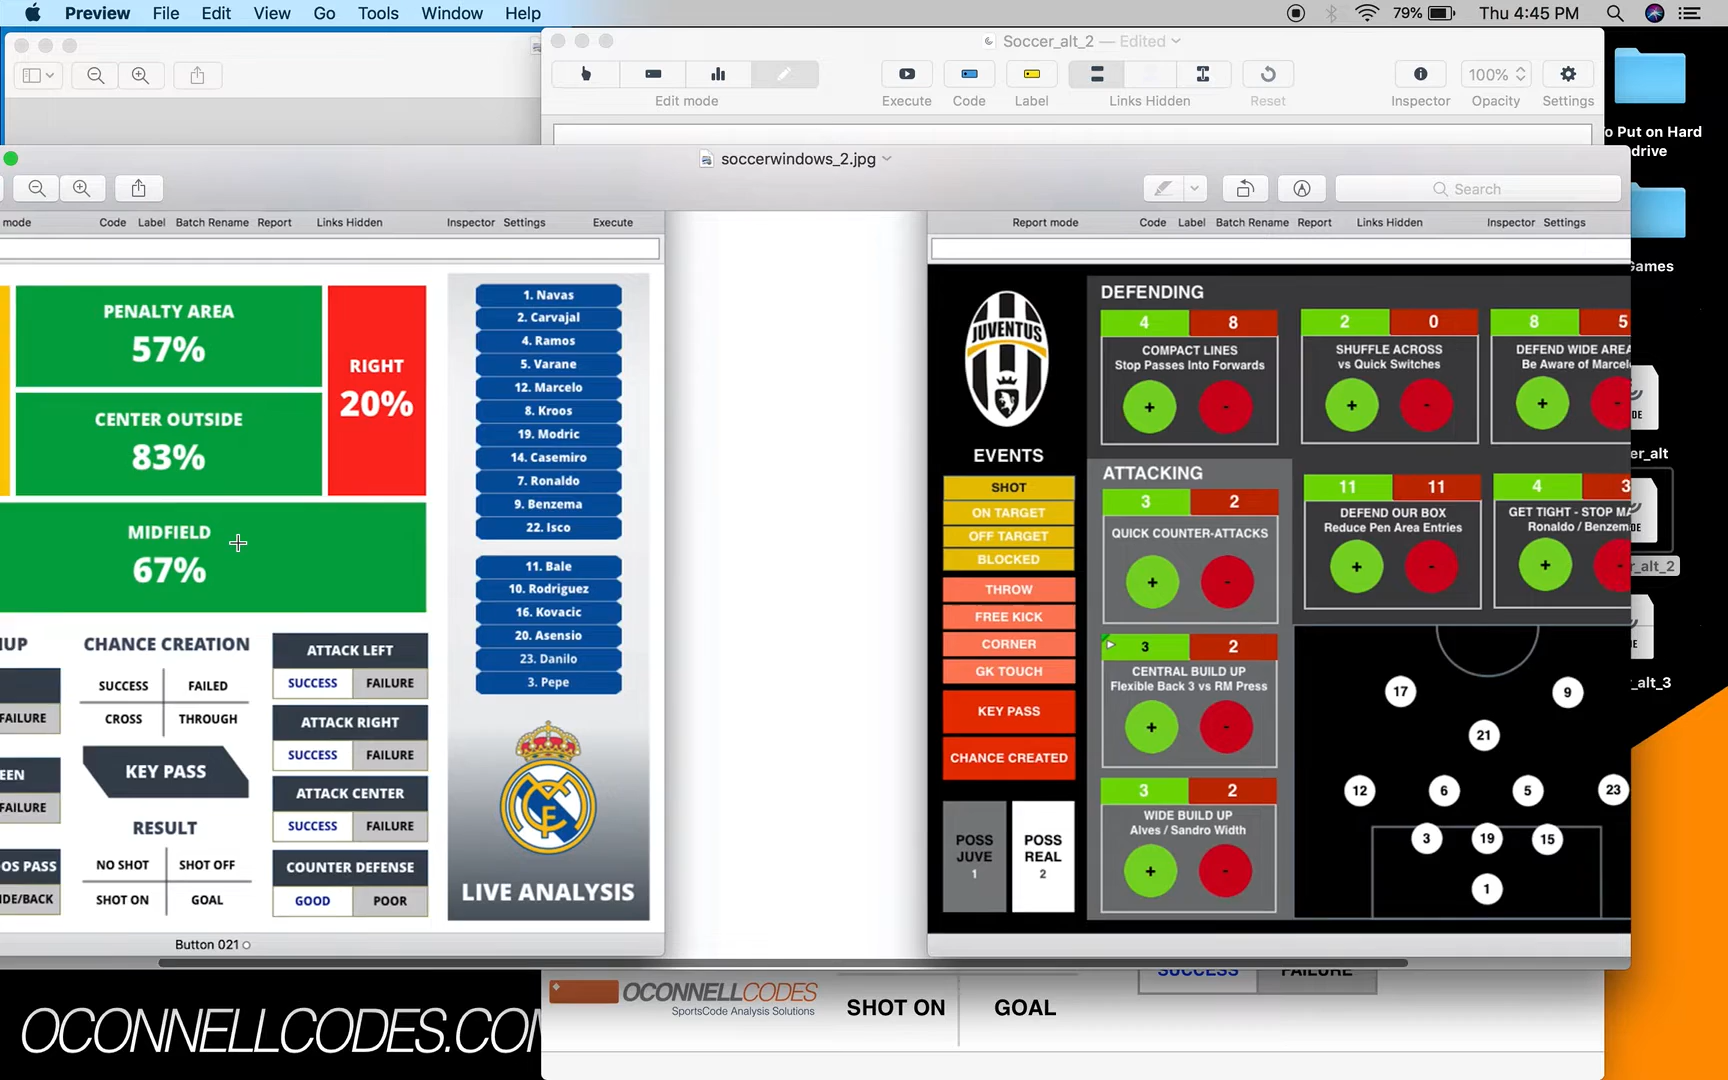 Preview File Edit View Go Tools Window Help
79% Thu 4:45 PM
Soccer_alt_2 — Edited
100%
Edit mode Execute Code Label Links Hidden Reset Inspector Opacity Settings
o Put on Hard
drive
Games
er_alt
r_alt_2
_alt_3
soccerwindows_2.jpg
Search
mode Code Label Batch Rename Report Links Hidden Inspector Settings Execute
PENALTY AREA
57%
CENTER OUTSIDE
83%
RIGHT
20%
MIDFIELD
67%
UP
FAILURE
EEN
FAILURE
OS PASS
IDE/BACK
CHANCE CREATION
SUCCESS FAILED
CROSS THROUGH
KEY PASS
RESULT
NO SHOT SHOT OFF
SHOT ON GOAL
ATTACK LEFT
SUCCESS FAILURE
ATTACK RIGHT
SUCCESS FAILURE
ATTACK CENTER
SUCCESS FAILURE
COUNTER DEFENSE
GOOD POOR
1. Navas
2. Carvajal
4. Ramos
5. Varane
12. Marcelo
8. Kroos
19. Modric
14. Casemiro
7. Ronaldo
9. Benzema
22. Isco
11. Bale
10. Rodriguez
16. Kovacic
20. Asensio
23. Danilo
3. Pepe
LIVE ANALYSIS
Button 021
Report mode Code Label Batch Rename Report Links Hidden Inspector Settings
JUVENTUS
EVENTS
SHOT
ON TARGET
OFF TARGET
BLOCKED
THROW
FREE KICK
CORNER
GK TOUCH
KEY PASS
CHANCE CREATED
POSS
JUVE
1
POSS
REAL
2
DEFENDING
4 8
COMPACT LINES
Stop Passes Into Forwards
+ -
2 0
SHUFFLE ACROSS
vs Quick Switches
+ -
8 5
DEFEND WIDE AREA
Be Aware of Marcel
+ -
ATTACKING
3 2
QUICK COUNTER-ATTACKS
+ -
11 11
DEFEND OUR BOX
Reduce Pen Area Entries
+ -
4 3
GET TIGHT - STOP MA
Ronaldo / Benzem
+ -
3 2
CENTRAL BUILD UP
Flexible Back 3 vs RM Press
+ -
3 2
WIDE BUILD UP
Alves / Sandro Width
+ -
17 9
21
12 6 5 23
3 19 15
1
SUCCESS FAILURE
OCONNELLCODES
SportsCode Analysis Solutions
SHOT ON GOAL
OCONNELLCODES.COM